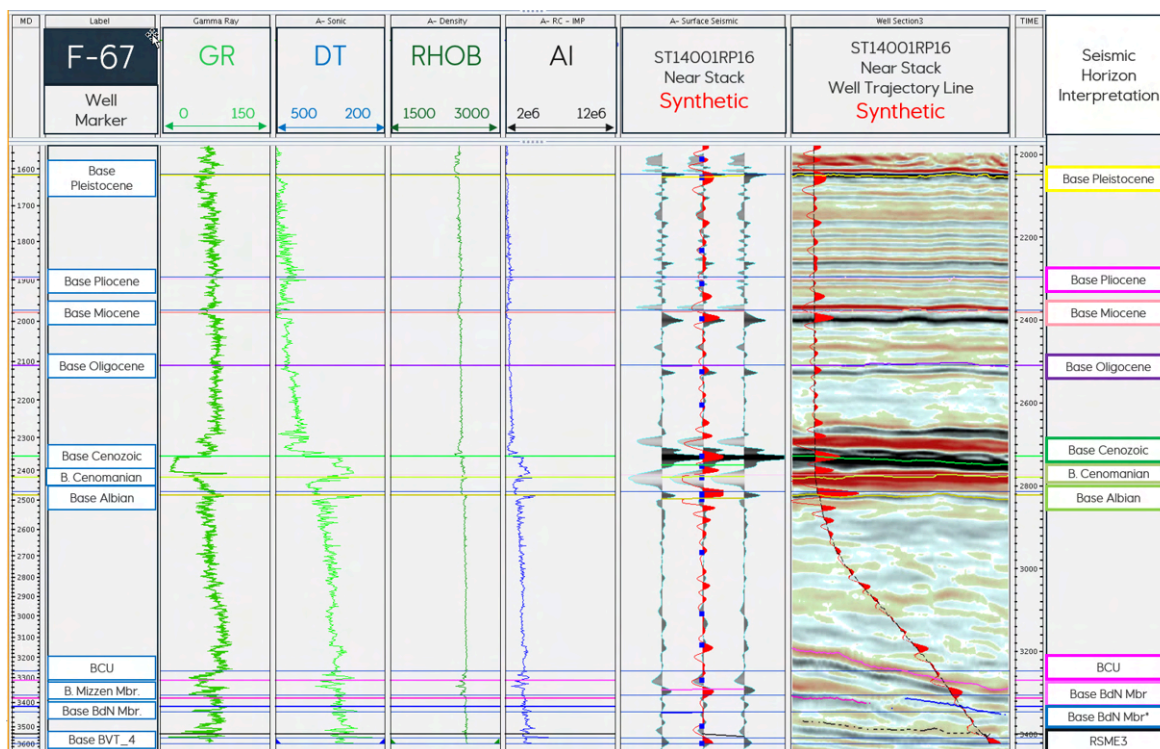 MD
Label
Gamma Ray
A- Sonic
A- Density
A- RC - IMP
A- Surface Seismic
Well Section3
TIME
F-67
Well
Marker
GR
0 150
DT
500 200
RHOB
1500 3000
AI
2e6 12e6
ST14001RP16
Near Stack
Synthetic
ST14001RP16
Near Stack
Well Trajectory Line
Synthetic
Seismic
Horizon
Interpretation
Base
Pleistocene
Base Pliocene
Base Miocene
Base Oligocene
Base Cenozoic
B. Cenomanian
Base Albian
BCU
B. Mizzen Mbr.
Base BdN Mbr.
Base BVT_4
1600
1700
1800
1900
2000
2100
2200
2300
2400
2500
2600
2700
2800
2900
3000
3100
3200
3300
3400
3500
3600
2000
2200
2400
2600
2800
3000
3200
3400
Base Pleistocene
Base Pliocene
Base Miocene
Base Oligocene
Base Cenozoic
B. Cenomanian
Base Albian
BCU
Base BdN Mbr
Base BdN Mbr*
RSME3